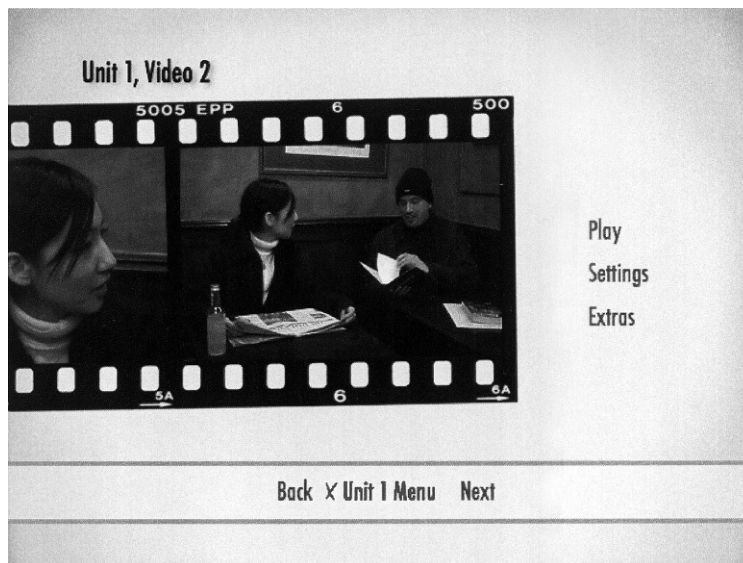 Unit 1, Video 2
5005 EPP 6 500
Play
Settings
Extras
5A 6 6A
Back X Unit 1 Menu Next